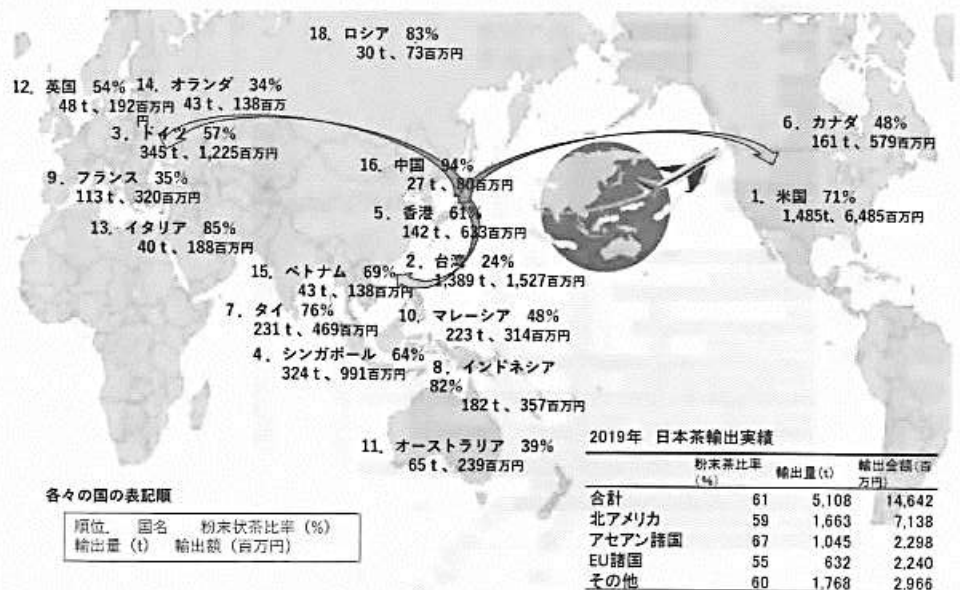 18. ロシア 83%
30 t、73百万円
12. 英国 54%
48 t、192百万円
14. オランダ 34%
43 t、138百万円
3. ドイツ 57%
345 t、1,225百万円
9. フランス 35%
113 t、320百万円
13. イタリア 85%
40 t、188百万円
16. 中国 94%
27 t、80百万円
5. 香港 61%
142 t、633百万円
2. 台湾 24%
1,389 t、1,527百万円
15. ベトナム 69%
43 t、138百万円
7. タイ 76%
231 t、469百万円
10. マレーシア 48%
223 t、314百万円
4. シンガポール 64%
324 t、991百万円
8. インドネシア
82%
182 t、357百万円
11. オーストラリア 39%
65 t、239百万円
6. カナダ 48%
161 t、579百万円
1. 米国 71%
1,485t、6,485百万円
各々の国の表記順
順位. 国名 粉末状茶比率（%）
輸出量（t） 輸出額（百万円）
2019年 日本茶輸出実績
粉末茶比率(%) 輸出量(t) 輸出金額(百万円)
合計 61 5,108 14,642
北アメリカ 59 1,663 7,138
アセアン諸国 67 1,045 2,298
EU諸国 55 632 2,240
その他 60 1,768 2,966